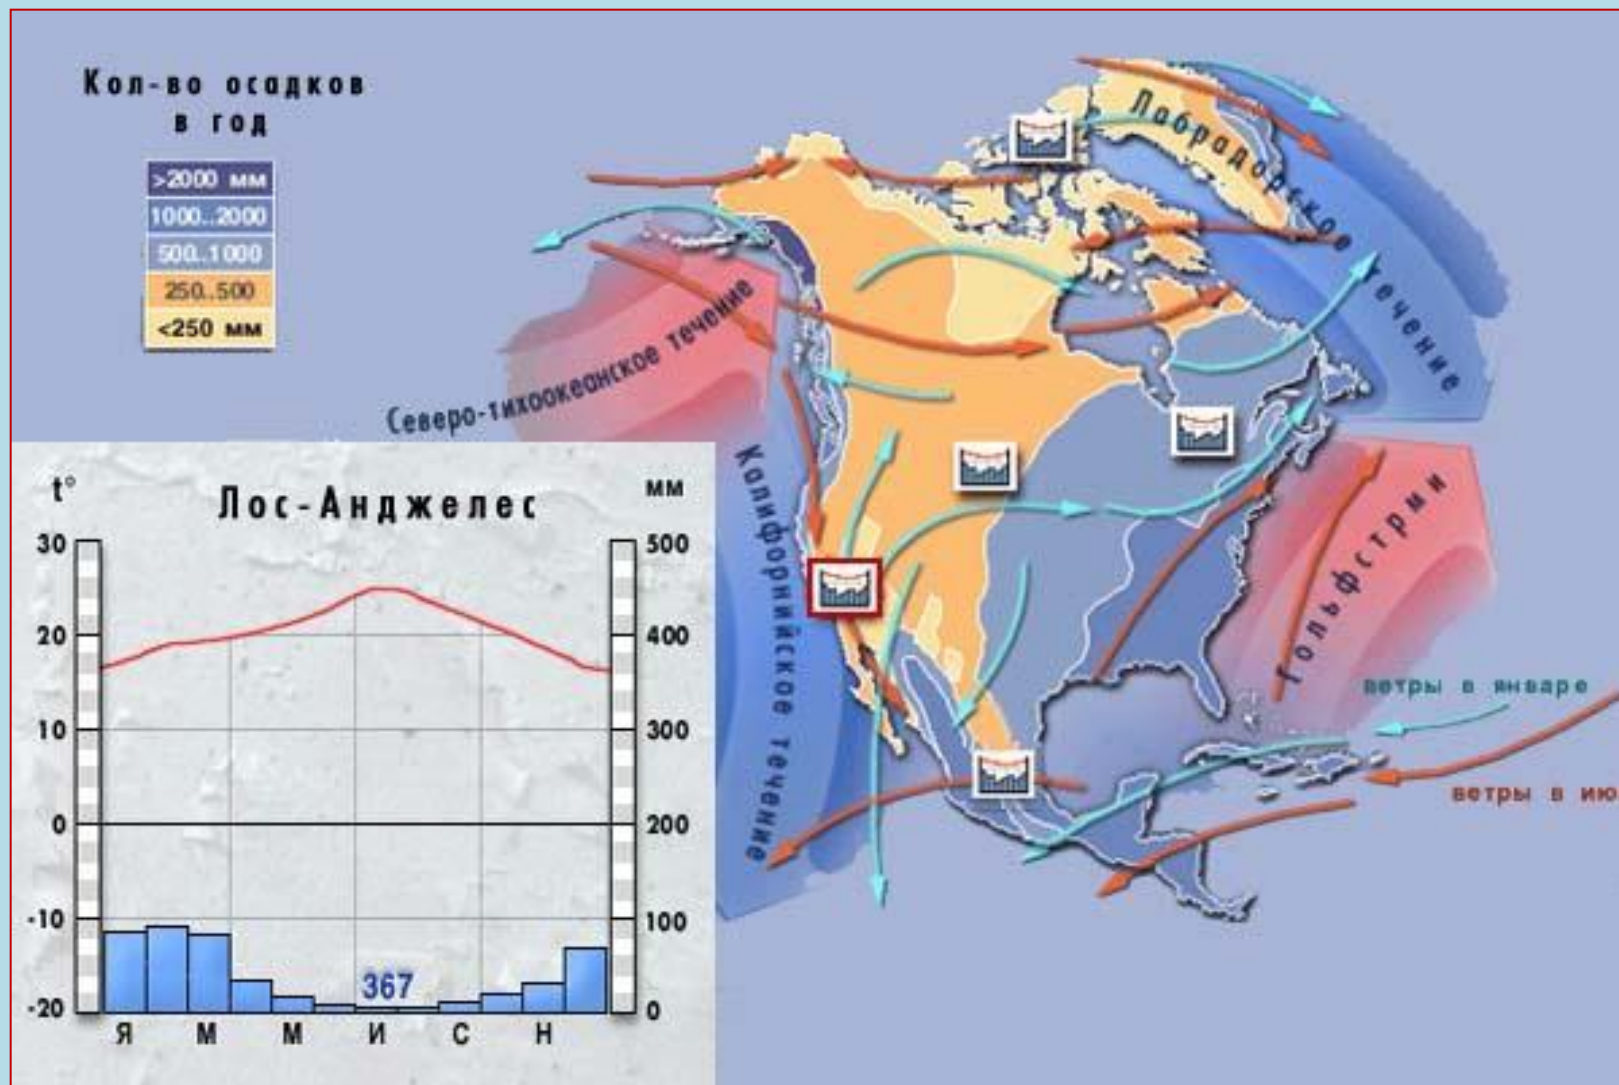 Кол-во осадков
в год
>2000 мм
1000..2000
500..1000
250..500
<250 мм
Лабрадорское течение
Северо-тихоокеанское течение
Калифорнийское течение
Гольфстрим
ветры в январе
ветры в ию
t°
Лос-Анджелес
мм
30
20
10
0
-10
-20
500
400
300
200
100
0
367
Я М М И С Н